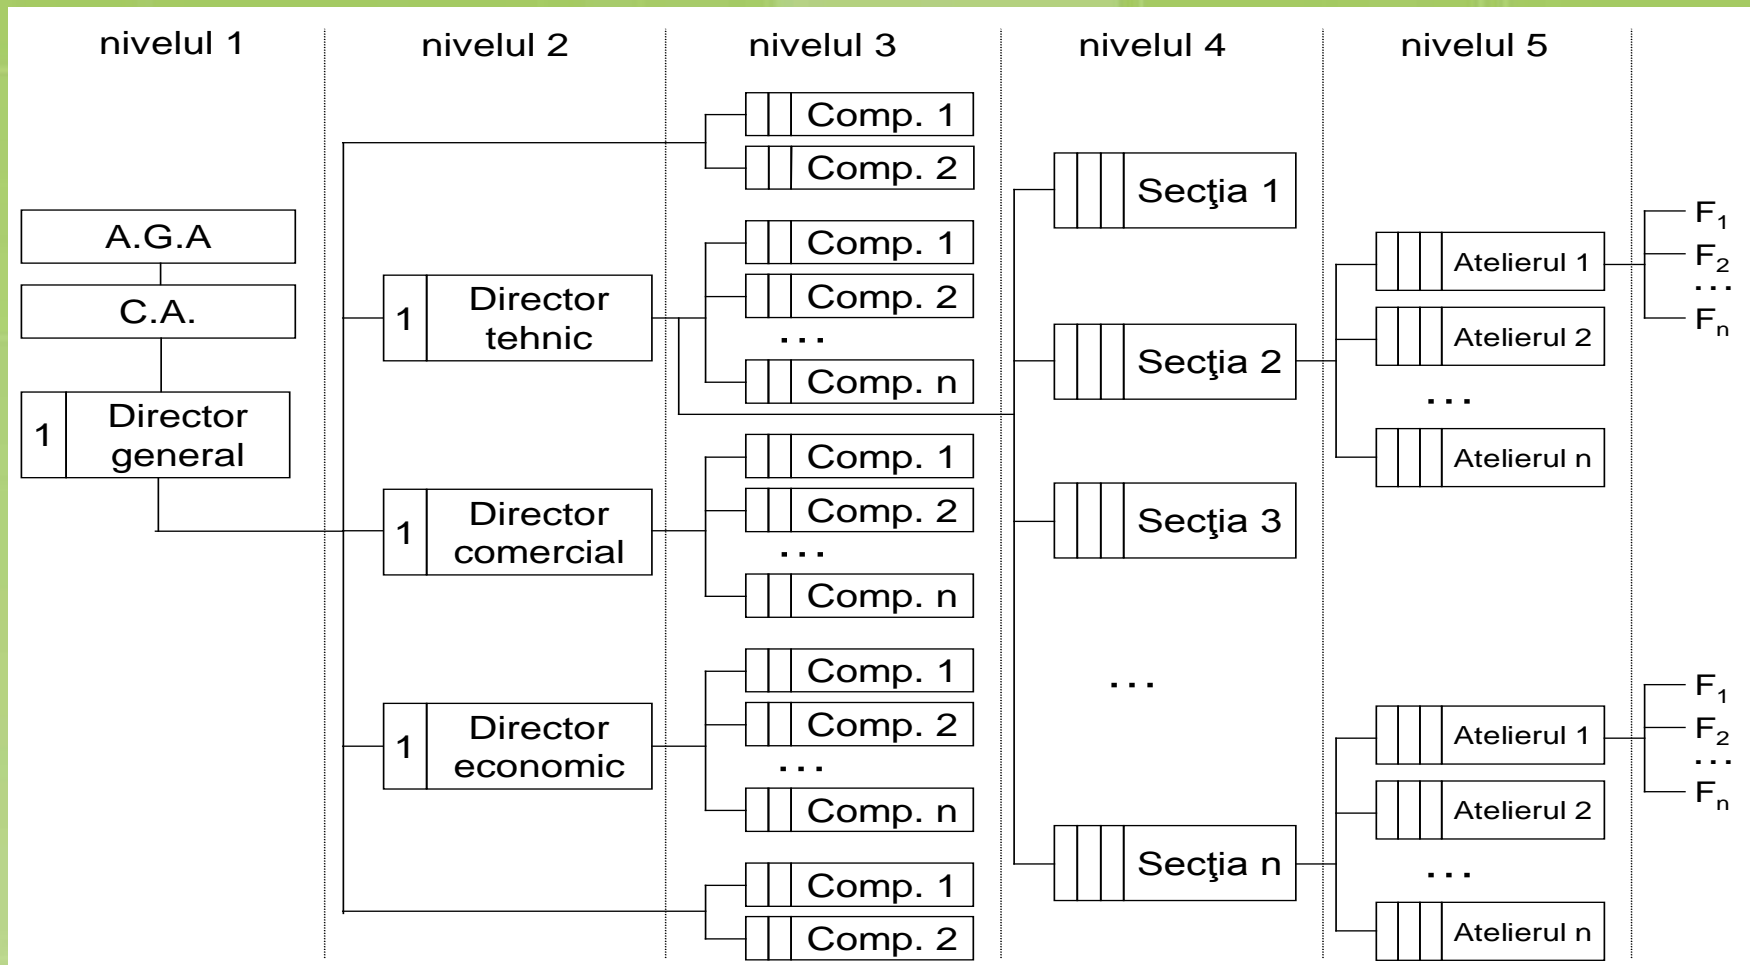 nivelul 1
nivelul 2
nivelul 3
nivelul 4
nivelul 5
A.G.A
C.A.
1
Director
general
1
Director
tehnic
1
Director
comercial
1
Director
economic
Comp. 1
Comp. 2
Comp. 1
Comp. 2
...
Comp. n
Comp. 1
Comp. 2
...
Comp. n
Comp. 1
Comp. 2
...
Comp. n
Comp. 1
Comp. 2
Secţia 1
Secţia 2
Secţia 3
...
Secţia n
Atelierul 1
Atelierul 2
...
Atelierul n
Atelierul 1
Atelierul 2
...
Atelierul n
F1
F2
...
Fn
F1
F2
...
Fn